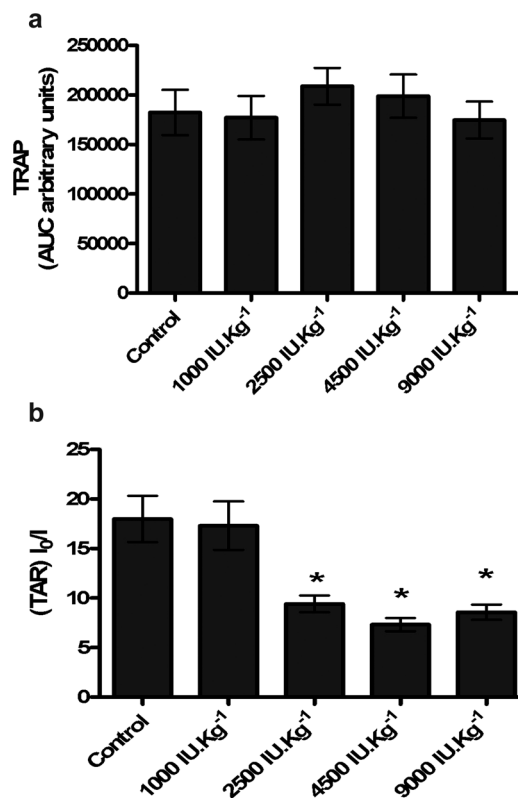 a
TRAP
(AUC arbitrary units)
250000
200000
150000
100000
50000
0
Control
1000 IU.Kg⁻¹
2500 IU.Kg⁻¹
4500 IU.Kg⁻¹
9000 IU.Kg⁻¹
b
(TAR) I₀/I
25
20
15
10
5
0
* * *
Control
1000 IU.Kg⁻¹
2500 IU.Kg⁻¹
4500 IU.Kg⁻¹
9000 IU.Kg⁻¹